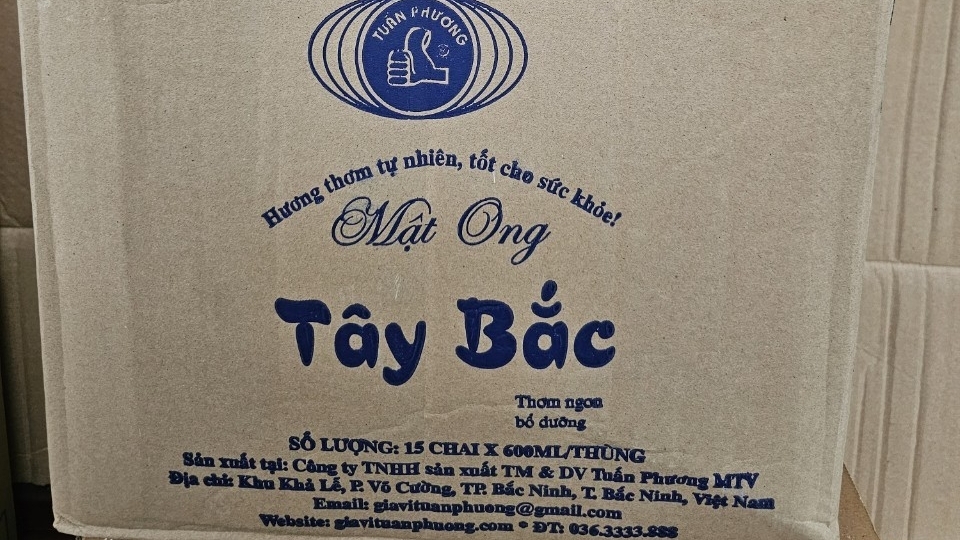 TUẤN PHƯƠNG
Hương thơm tự nhiên, tốt cho sức khỏe!
Mật Ong
Tây Bắc
Thơm ngon
bổ dưỡng
SỐ LƯỢNG: 15 CHAI X 600ML/THÙNG
Sản xuất tại: Công ty TNHH sản xuất TM & DV Tuấn Phương MTV
Địa chỉ: Khu Khả Lễ, P. Võ Cường, TP. Bắc Ninh, T. Bắc Ninh, Việt Nam
Email: giavituanphuong@gmail.com
Website: giavituanphuong.com * ĐT: 036.3333.888